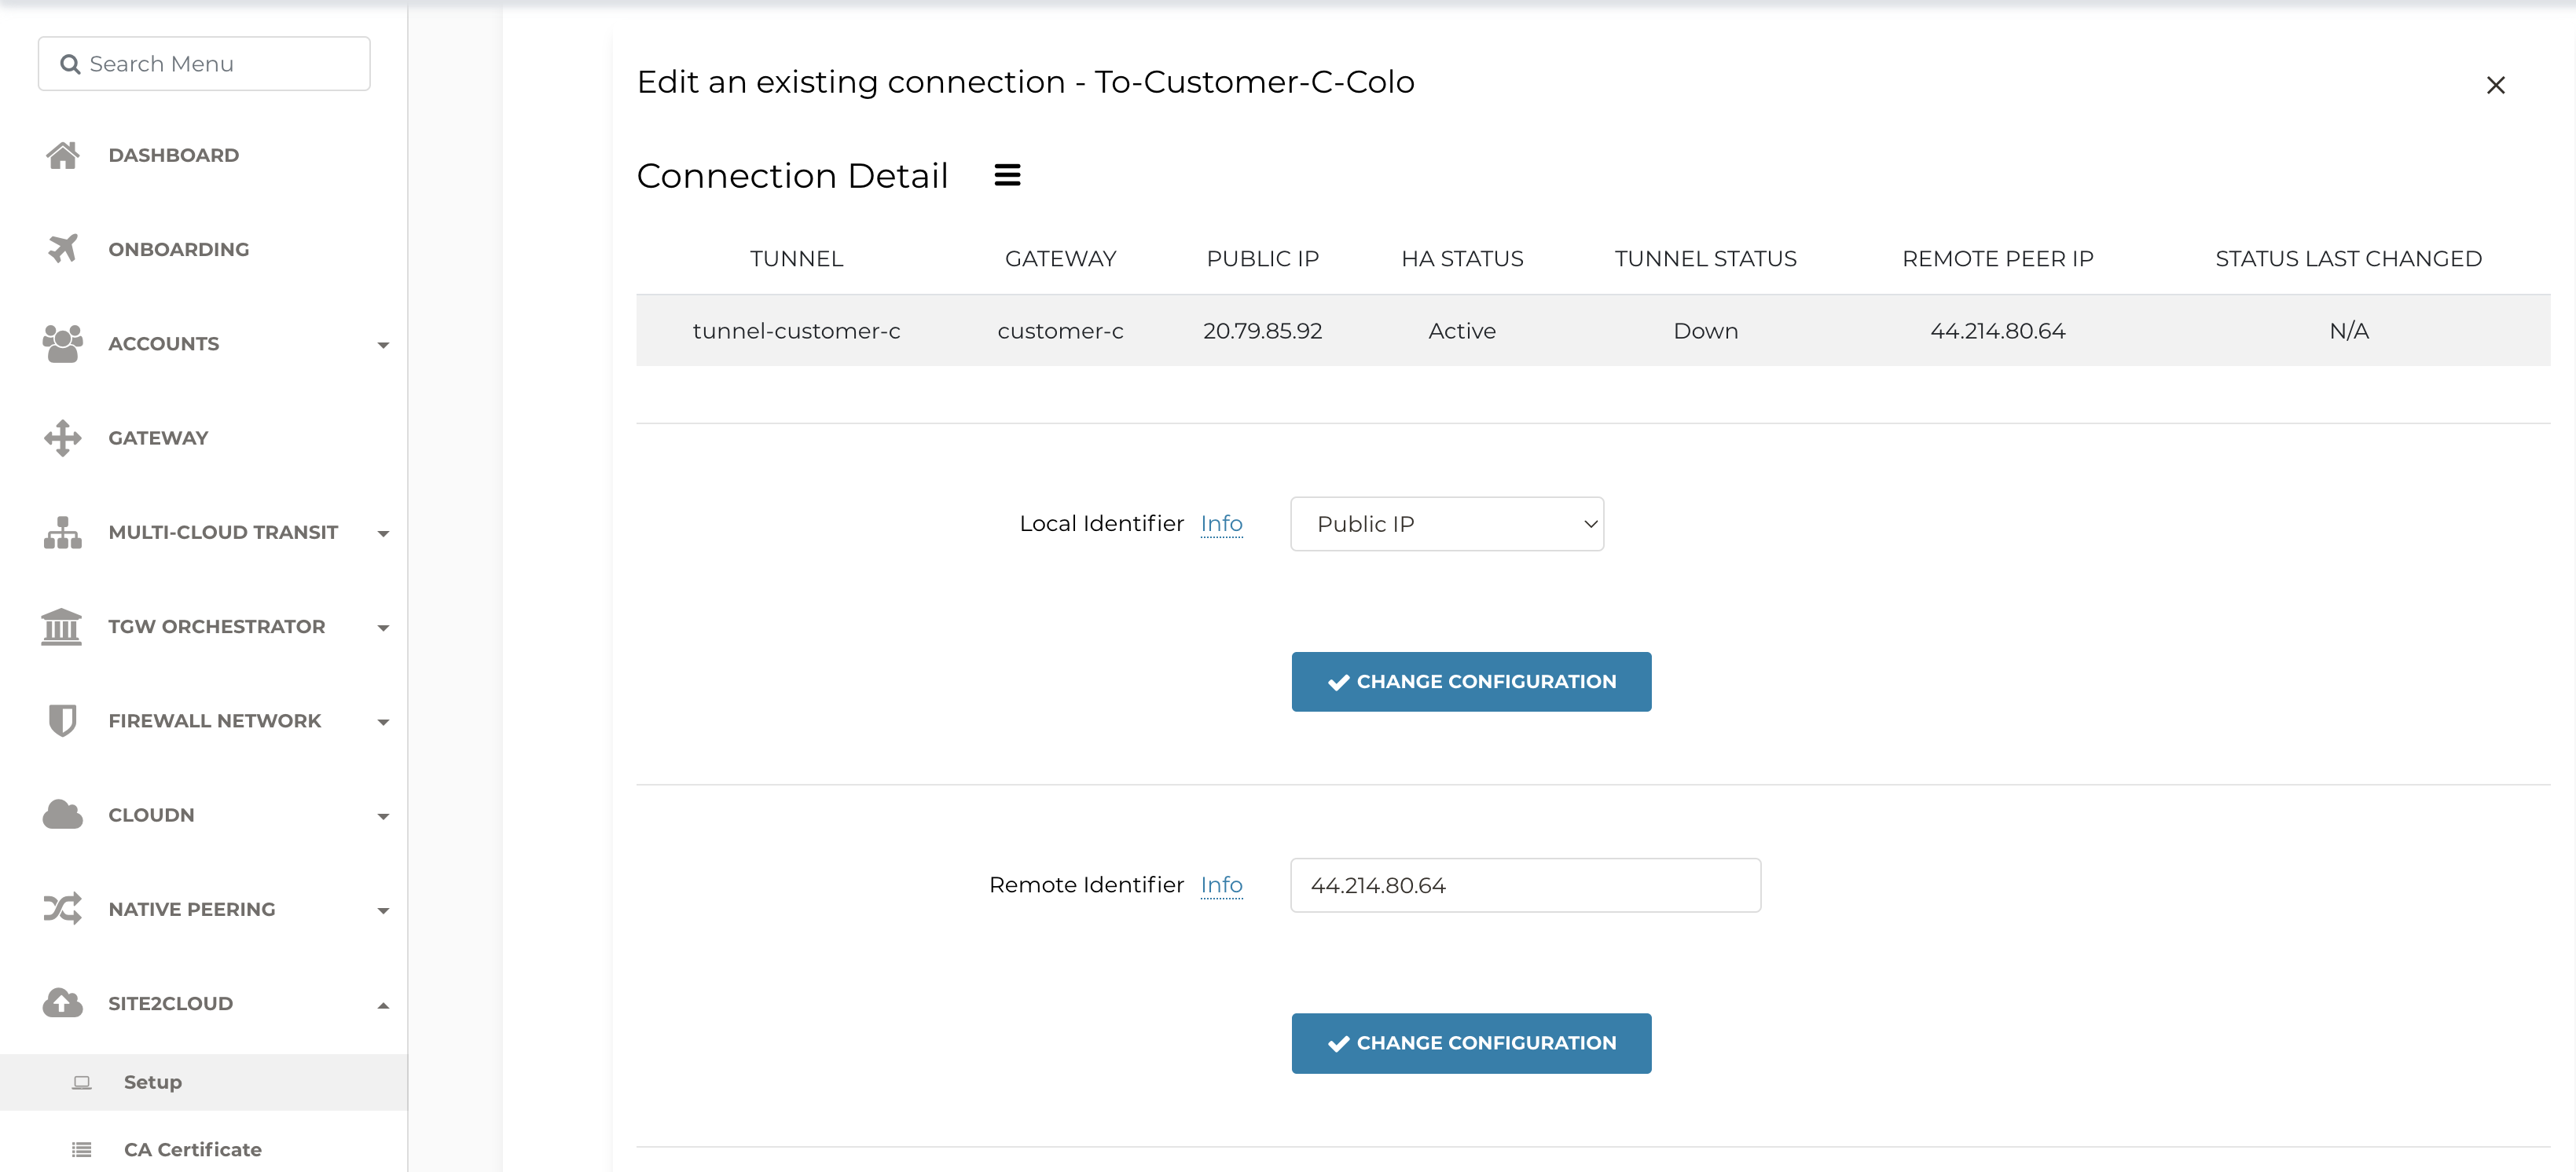 Search Menu
DASHBOARD
ONBOARDING
ACCOUNTS
GATEWAY
MULTI-CLOUD TRANSIT
TGW ORCHESTRATOR
FIREWALL NETWORK
CLOUDN
NATIVE PEERING
SITE2CLOUD
Setup
CA Certificate
Edit an existing connection - To-Customer-C-Colo
Connection Detail
TUNNEL GATEWAY PUBLIC IP HA STATUS TUNNEL STATUS REMOTE PEER IP STATUS LAST CHANGED
tunnel-customer-c customer-c 20.79.85.92 Active Down 44.214.80.64 N/A
Local Identifier Info Public IP
CHANGE CONFIGURATION
Remote Identifier Info 44.214.80.64
CHANGE CONFIGURATION